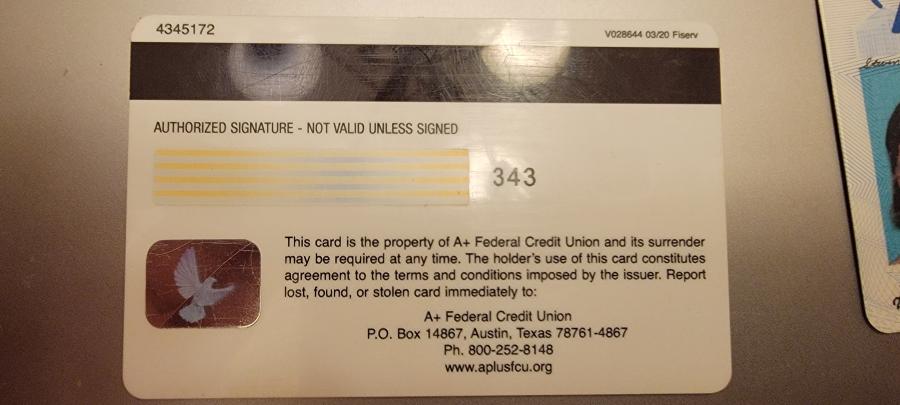 4345172
V028644 03/20 Fiserv
AUTHORIZED SIGNATURE - NOT VALID UNLESS SIGNED
343
This card is the property of A+ Federal Credit Union and its surrender
may be required at any time. The holder's use of this card constitutes
agreement to the terms and conditions imposed by the issuer. Report
lost, found, or stolen card immediately to:
A+ Federal Credit Union
P.O. Box 14867, Austin, Texas 78761-4867
Ph. 800-252-8148
www.aplusfcu.org